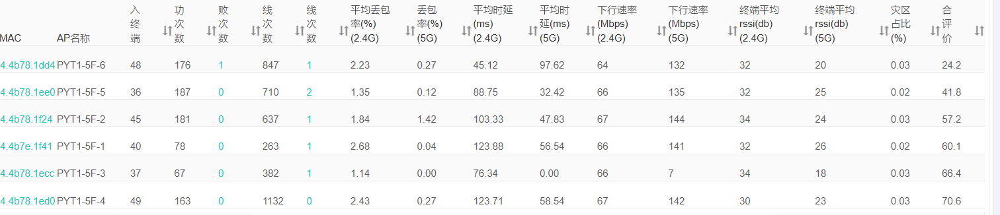 入 功 败 线 线 平均丢包 丢包 平均时延 平均时 下行速率 下行速率 终端平均 终端平均 灾区 合
终 次 次 次 次 率(%) 率(%) (ms) 延(ms) (Mbps) (Mbps) rssi(db) rssi(db) 占比 评
MAC AP名称 端 数 数 数 数 (2.4G) (5G) (2.4G) (5G) (2.4G) (5G) (2.4G) (5G) (%) 价
4.4b78.1dd4 PYT1-5F-6 48 176 1 847 1 2.23 0.27 45.12 97.62 64 132 32 20 0.03 24.2
4.4b78.1ee0 PYT1-5F-5 36 187 0 710 2 1.35 0.12 88.75 32.42 66 135 32 25 0.02 41.8
4.4b78.1f24 PYT1-5F-2 45 181 0 637 1 1.84 1.42 103.33 47.83 67 144 34 24 0.03 57.2
4.4b7e.1f41 PYT1-5F-1 40 78 0 263 1 2.68 0.04 123.88 56.54 66 141 32 26 0.02 60.1
4.4b78.1ecc PYT1-5F-3 37 67 0 382 1 1.14 0.00 76.34 0.00 66 7 34 18 0.03 66.4
4.4b78.1ed0 PYT1-5F-4 49 163 0 1132 0 2.43 0.27 123.71 58.54 67 142 30 23 0.03 70.6